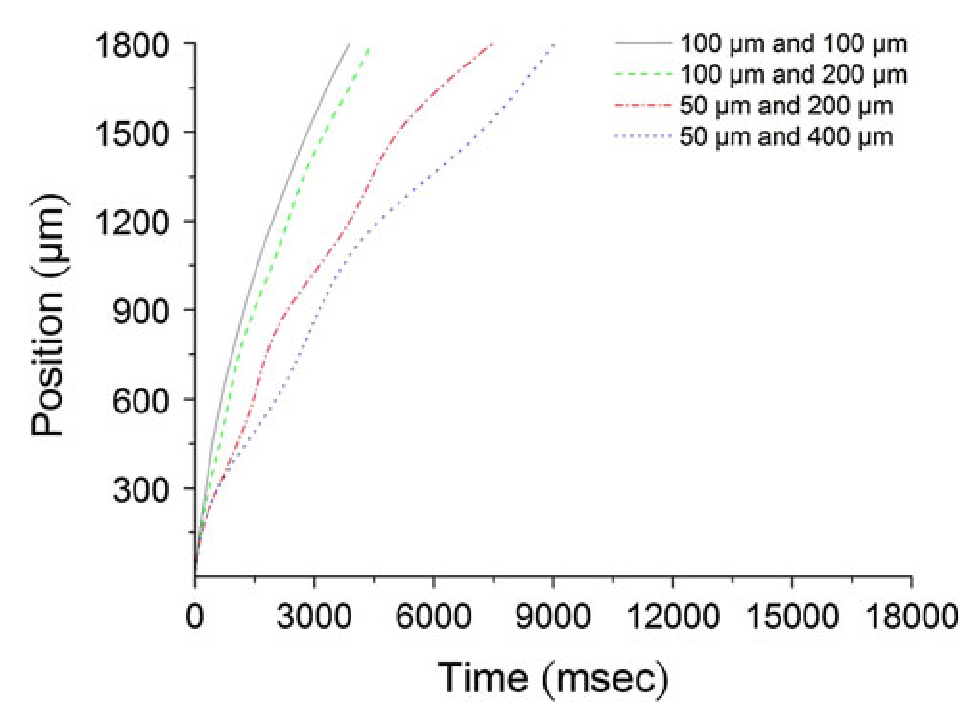 1800
1500
1200
900
600
300
Position (µm)
0 3000 6000 9000 12000 15000 18000
Time (msec)
100 µm and 100 µm
100 µm and 200 µm
50 µm and 200 µm
50 µm and 400 µm